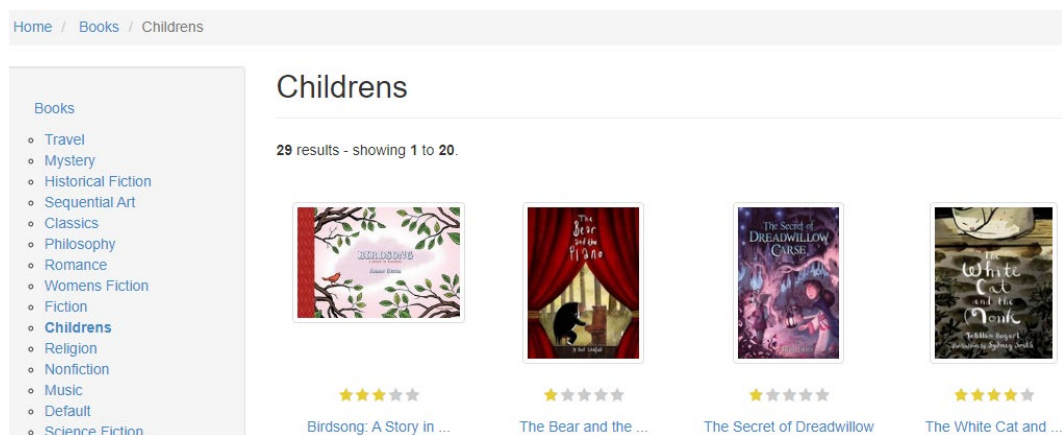 Home / Books / Childrens
Books
Travel
Mystery
Historical Fiction
Sequential Art
Classics
Philosophy
Romance
Womens Fiction
Fiction
Childrens
Religion
Nonfiction
Music
Default
Science Fiction
Childrens
29 results - showing 1 to 20.
BIRDSONG
The
Bear
and the
Piano
The Secret of
DREADWILLOW
CARSE
The
White
Cat
and the
Monk
Sydney Smith
Birdsong: A Story in ...
The Bear and the ...
The Secret of Dreadwillow
The White Cat and ...